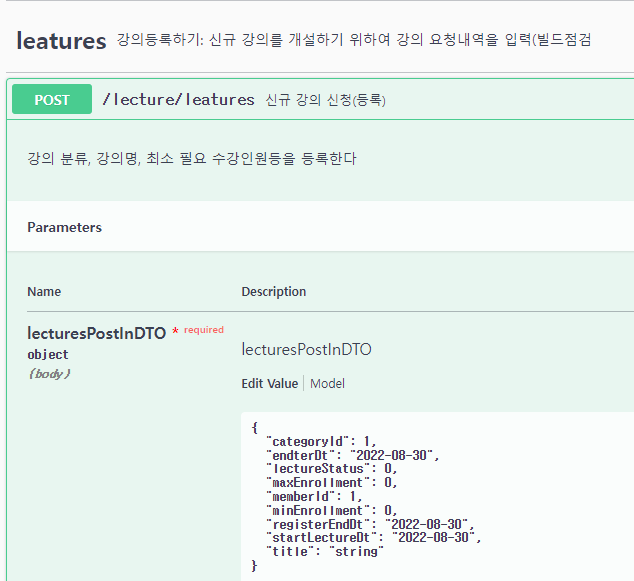 leatures 강의등록하기: 신규 강의를 개설하기 위하여 강의 요청내역을 입력(빌드점검
POST /lecture/leatures 신규 강의 신청(등록)
강의 분류, 강의명, 최소 필요 수강인원등을 등록한다
Parameters
Name Description
lecturesPostInDTO * required
object
(body)
lecturesPostInDTO
Edit Value Model
{
"categoryId": 1,
"endterDt": "2022-08-30",
"lectureStatus": 0,
"maxEnrollment": 0,
"memberId": 1,
"minEnrollment": 0,
"registerEndDt": "2022-08-30",
"startLectureDt": "2022-08-30",
"title": "string"
}